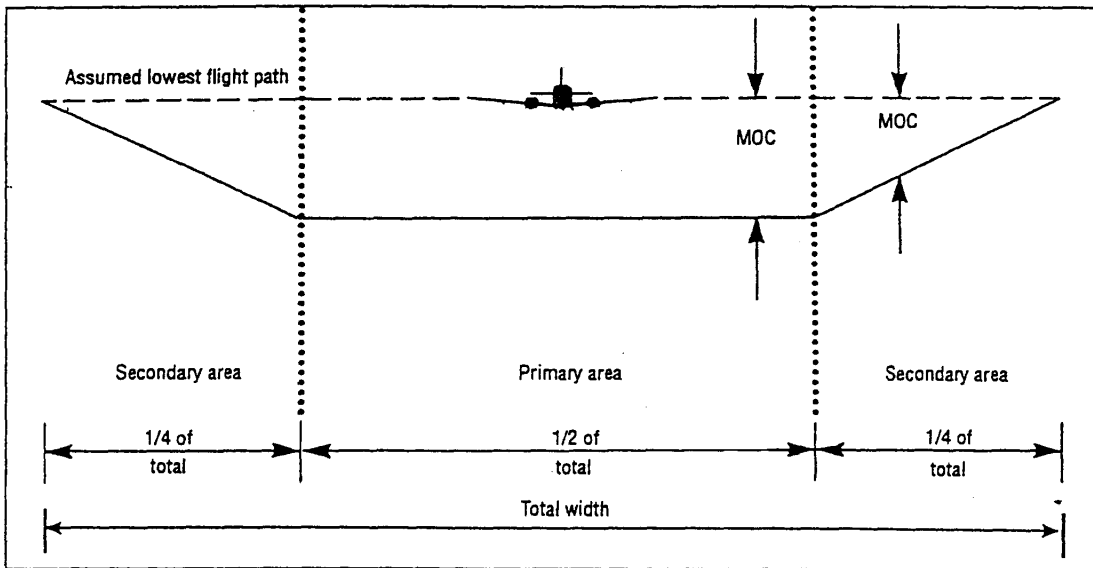 Assumed lowest flight path
MOC
MOC
Secondary area
Primary area
Secondary area
1/4 of
total
1/2 of
total
1/4 of
total
Total width